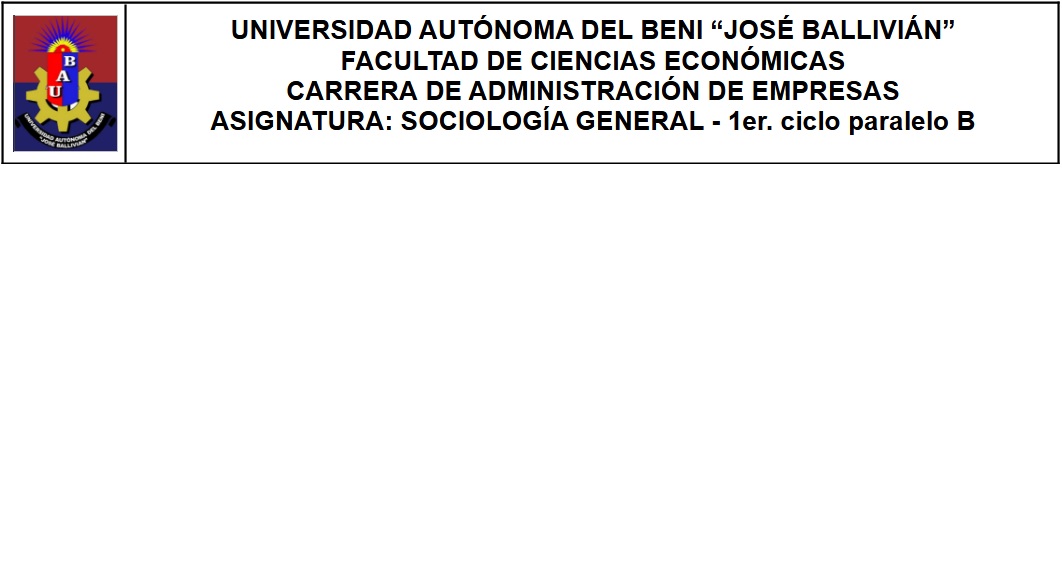 UNIVERSIDAD AUTÓNOMA DEL BENI “JOSÉ BALLIVIÁN”
FACULTAD DE CIENCIAS ECONÓMICAS
CARRERA DE ADMINISTRACIÓN DE EMPRESAS
ASIGNATURA: SOCIOLOGÍA GENERAL - 1er. ciclo paralelo B
U
A
B
UNIVERSIDAD AUTÓNOMA DEL BENI
"JOSÉ BALLIVIÁN"